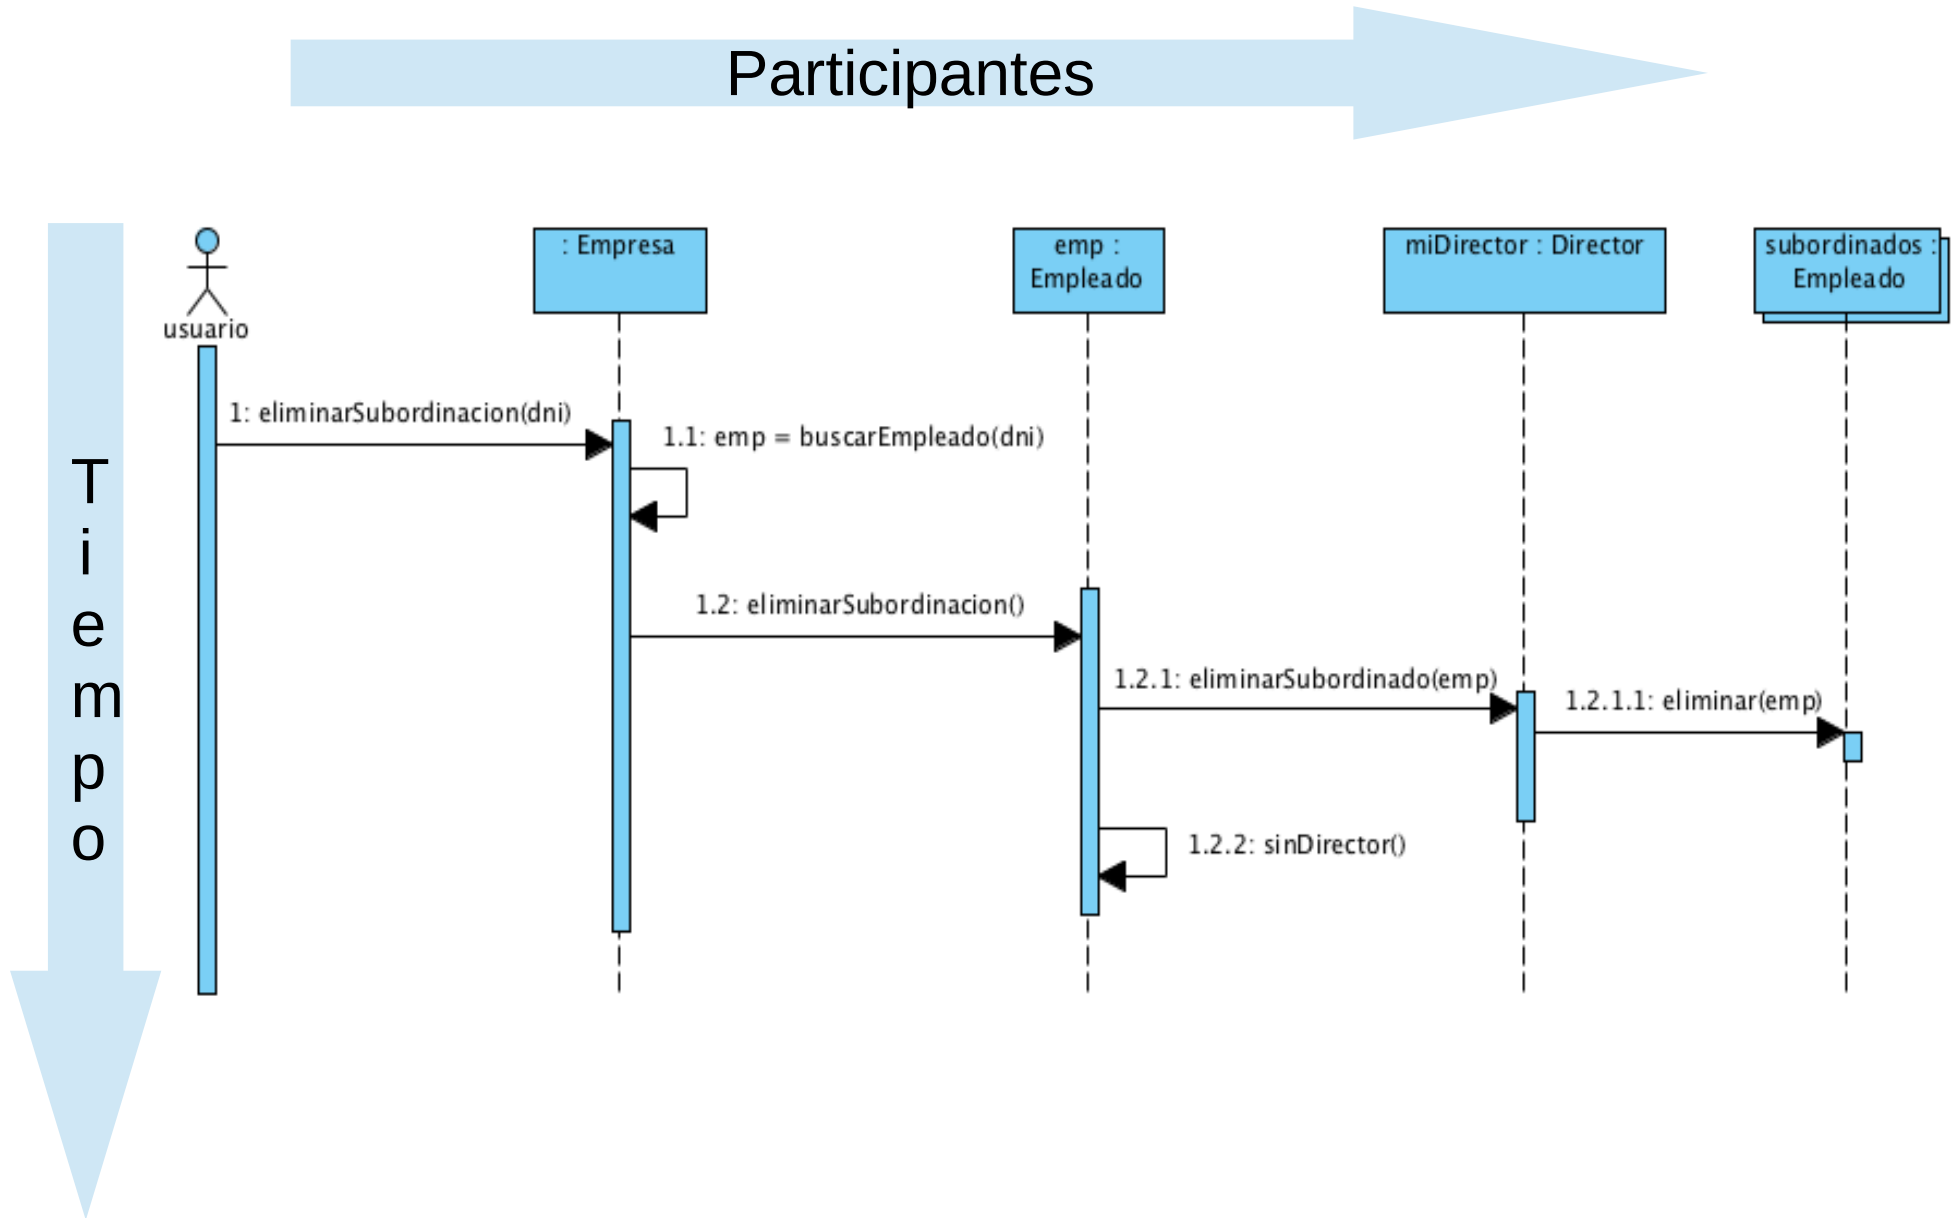 Participantes
Tiempo
usuario
: Empresa
emp :
Empleado
miDirector : Director
subordinados :
Empleado
1: eliminarSubordinacion(dni)
1.1: emp = buscarEmpleado(dni)
1.2: eliminarSubordinacion()
1.2.1: eliminarSubordinado(emp)
1.2.1.1: eliminar(emp)
1.2.2: sinDirector()